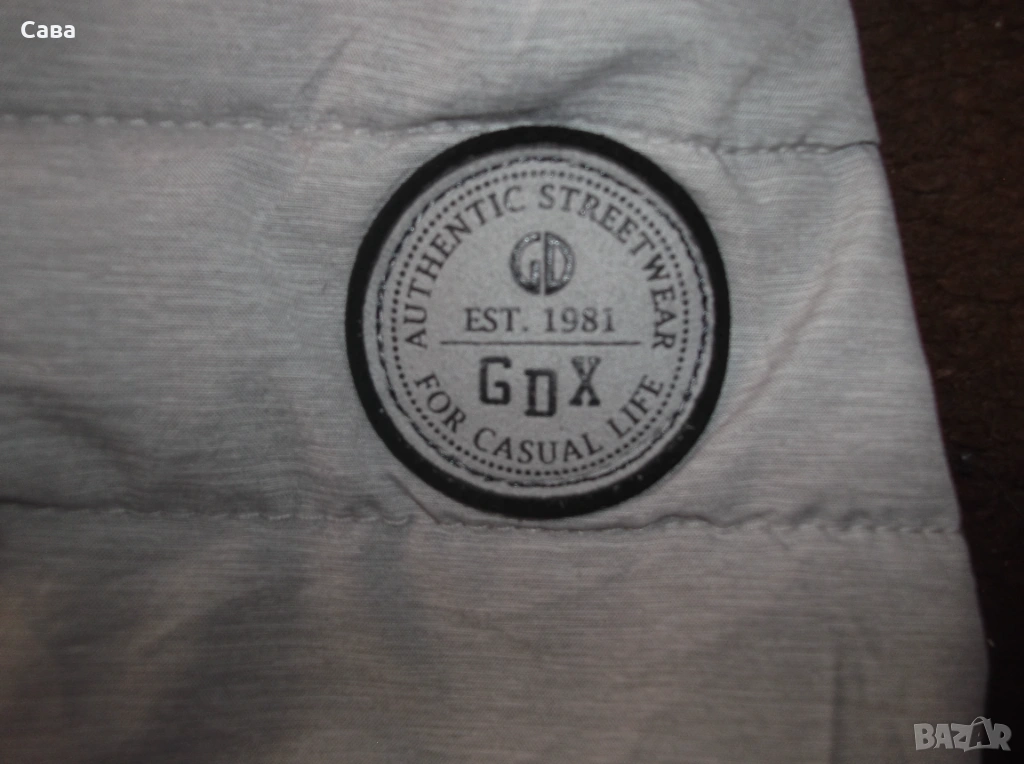 Сава
AUTHENTIC STREETWEAR
GD
EST. 1981
GDX
FOR CASUAL LIFE
BAZAR